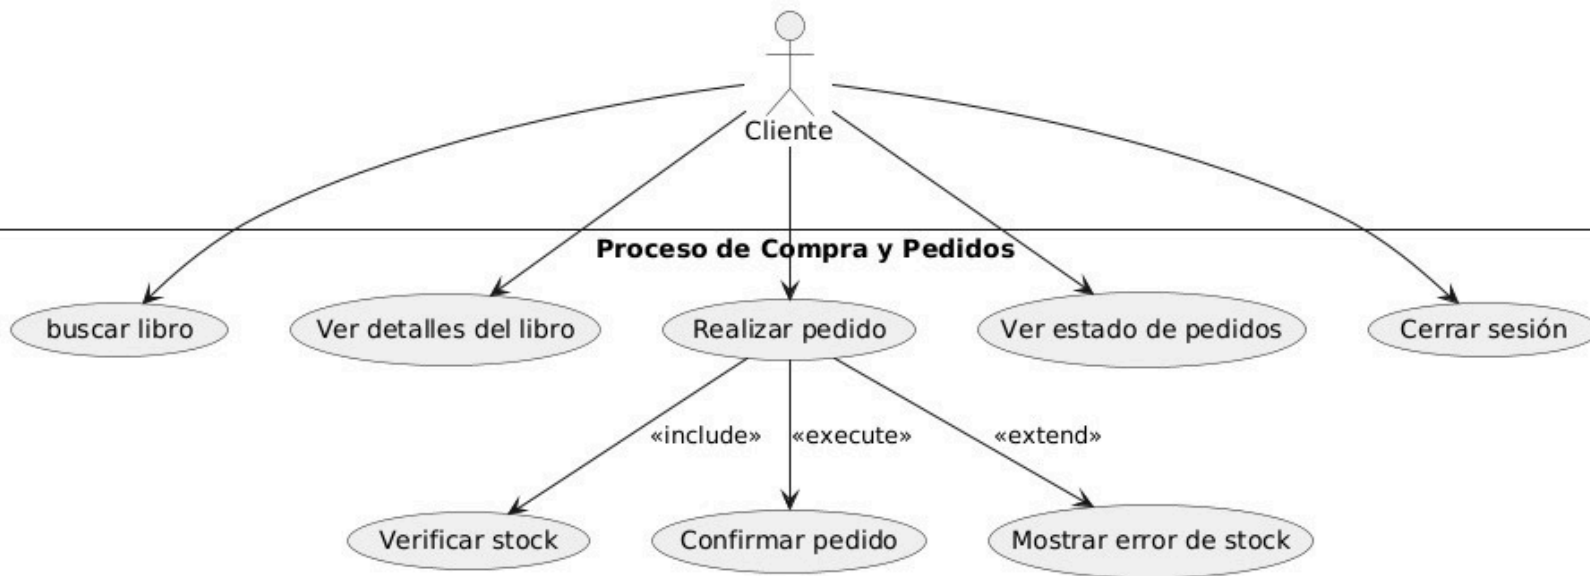 Cliente
Proceso de Compra y Pedidos
buscar libro
Ver detalles del libro
Realizar pedido
Ver estado de pedidos
Cerrar sesión
«include»
«execute»
«extend»
Verificar stock
Confirmar pedido
Mostrar error de stock